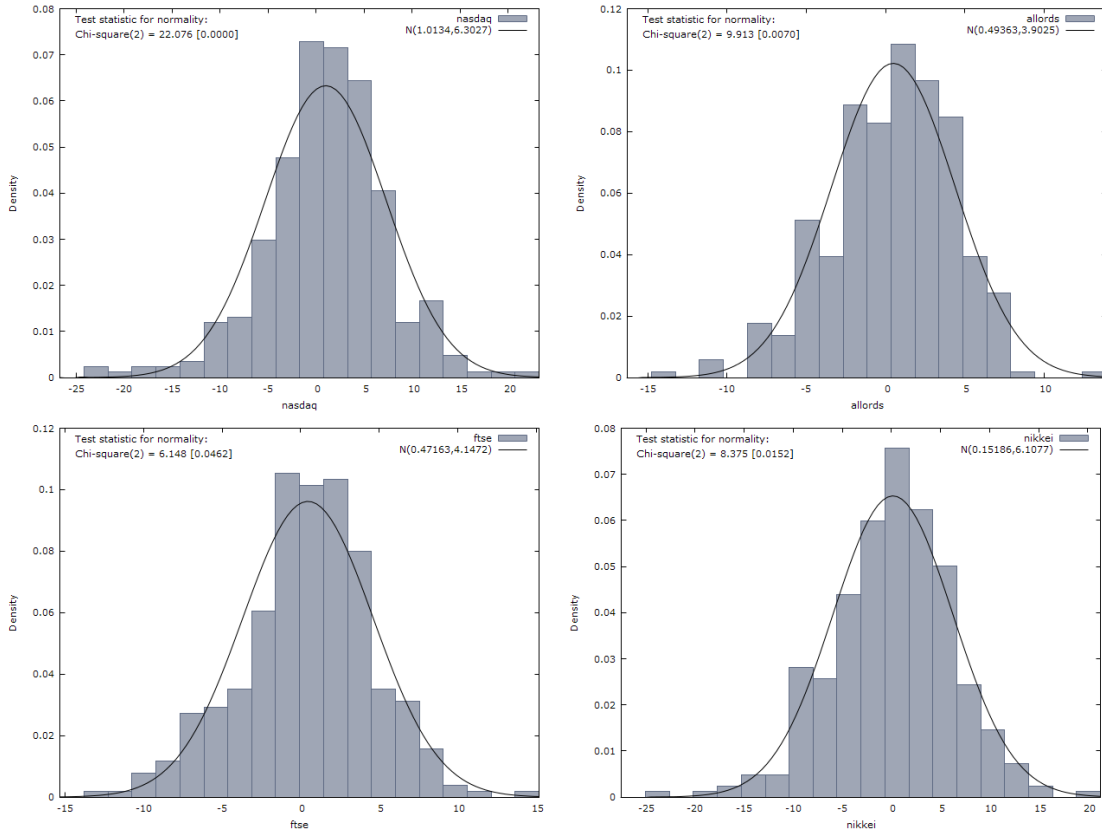 Test statistic for normality:
Chi-square(2) = 22.076 [0.0000]
nasdaq
N(1.0134,6.3027)
0.08
0.07
0.06
0.05
0.04
0.03
0.02
0.01
0
Density
-25 -20 -15 -10 -5 0 5 10 15 20
nasdaq
Test statistic for normality:
Chi-square(2) = 9.913 [0.0070]
allords
N(0.49363,3.9025)
0.12
0.1
0.08
0.06
0.04
0.02
0
Density
-15 -10 -5 0 5 10
allords
Test statistic for normality:
Chi-square(2) = 6.148 [0.0462]
ftse
N(0.47163,4.1472)
0.12
0.1
0.08
0.06
0.04
0.02
0
Density
-15 -10 -5 0 5 10 15
ftse
Test statistic for normality:
Chi-square(2) = 8.375 [0.0152]
nikkei
N(0.15186,6.1077)
0.08
0.07
0.06
0.05
0.04
0.03
0.02
0.01
0
Density
-25 -20 -15 -10 -5 0 5 10 15 20
nikkei